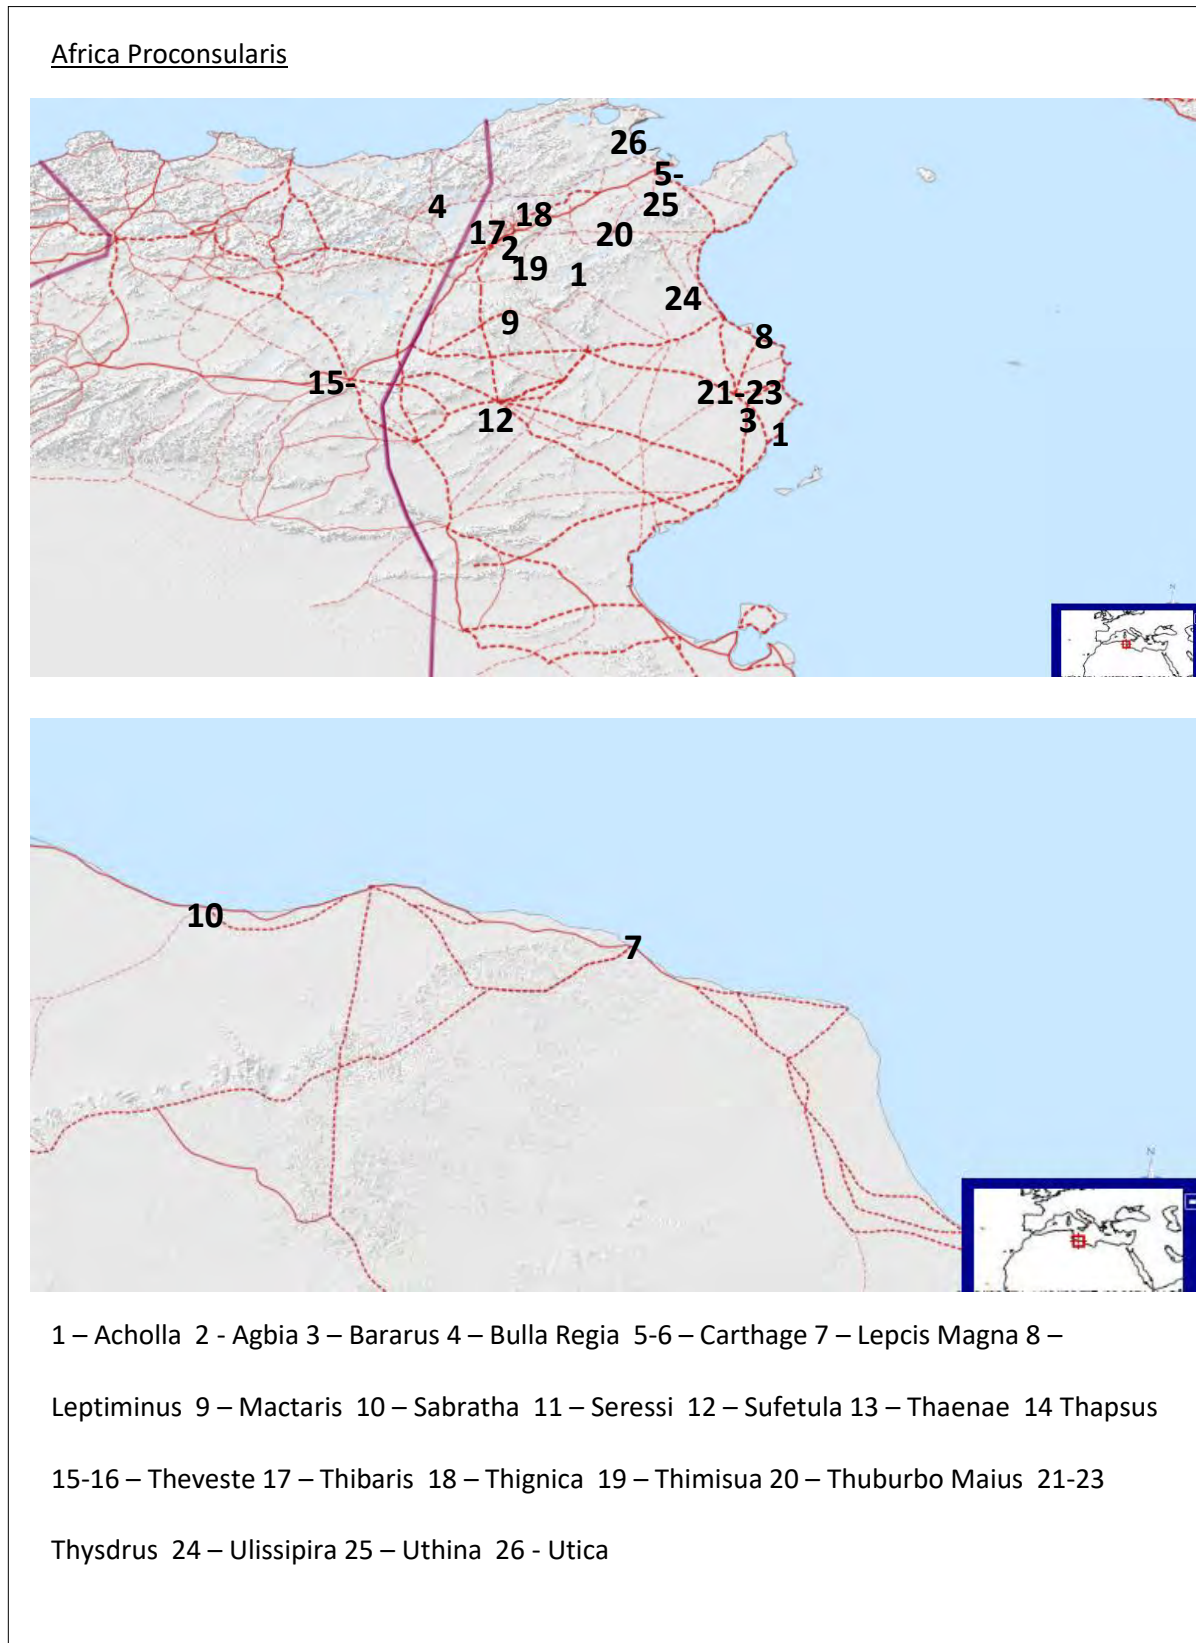 Africa Proconsularis
26
5-
4
25
18
17
20
2
19
1
24
9
8
15-
21-23
12
3
1
N
10
7
N
1 – Acholla 2 - Agbia 3 – Bararus 4 – Bulla Regia 5-6 – Carthage 7 – Lepcis Magna 8 –
Leptiminus 9 – Mactaris 10 – Sabratha 11 – Seressi 12 – Sufetula 13 – Thaenae 14 Thapsus
15-16 – Theveste 17 – Thibaris 18 – Thignica 19 – Thimisua 20 – Thuburbo Maius 21-23
Thysdrus 24 – Ulissipira 25 – Uthina 26 - Utica